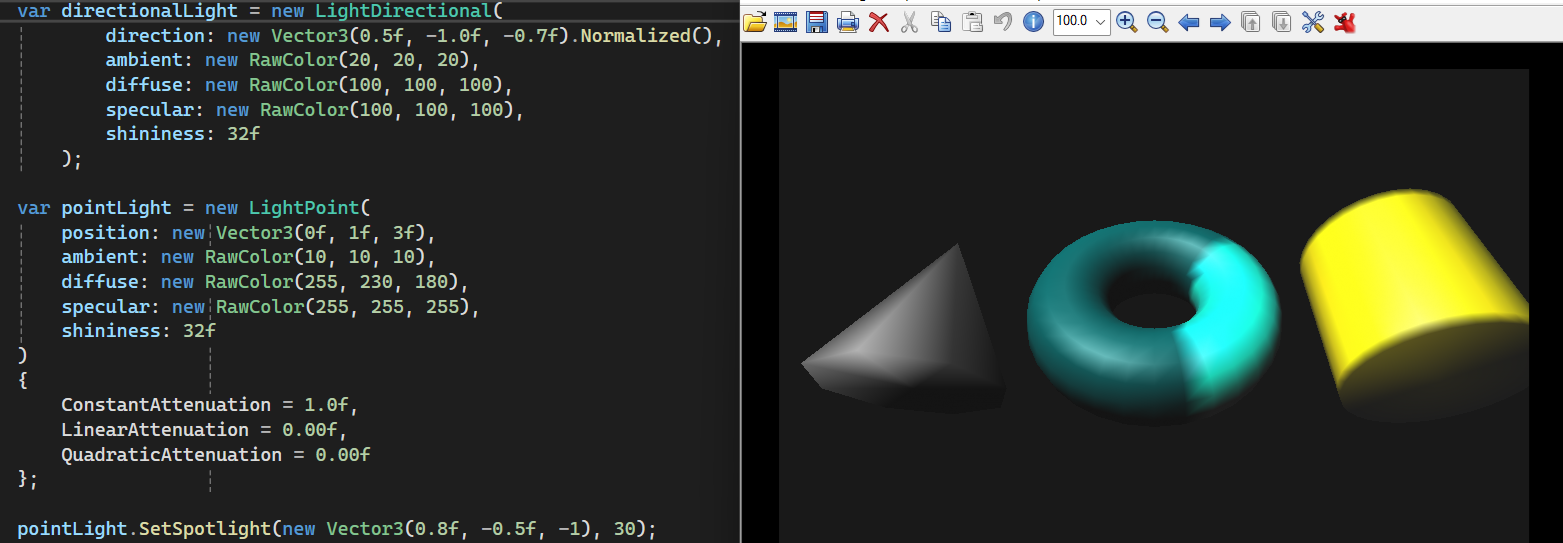 var directionalLight = new LightDirectional(
direction: new Vector3(0.5f, -1.0f, -0.7f).Normalized(),
ambient: new RawColor(20, 20, 20),
diffuse: new RawColor(100, 100, 100),
specular: new RawColor(100, 100, 100),
shininess: 32f
);
var pointLight = new LightPoint(
position: new Vector3(0f, 1f, 3f),
ambient: new RawColor(10, 10, 10),
diffuse: new RawColor(255, 230, 180),
specular: new RawColor(255, 255, 255),
shininess: 32f
)
{
ConstantAttenuation = 1.0f,
LinearAttenuation = 0.00f,
QuadraticAttenuation = 0.00f
};
pointLight.SetSpotlight(new Vector3(0.8f, -0.5f, -1), 30);
100.0